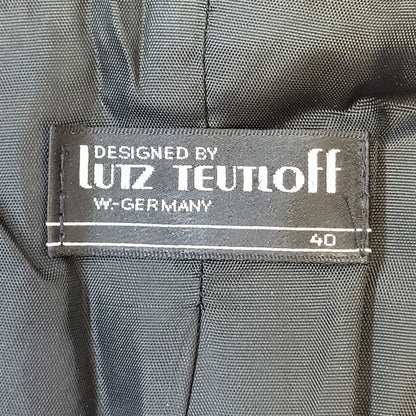 DESIGNED BY
LUTZ TEUTLOFF
W.-GERMANY
40